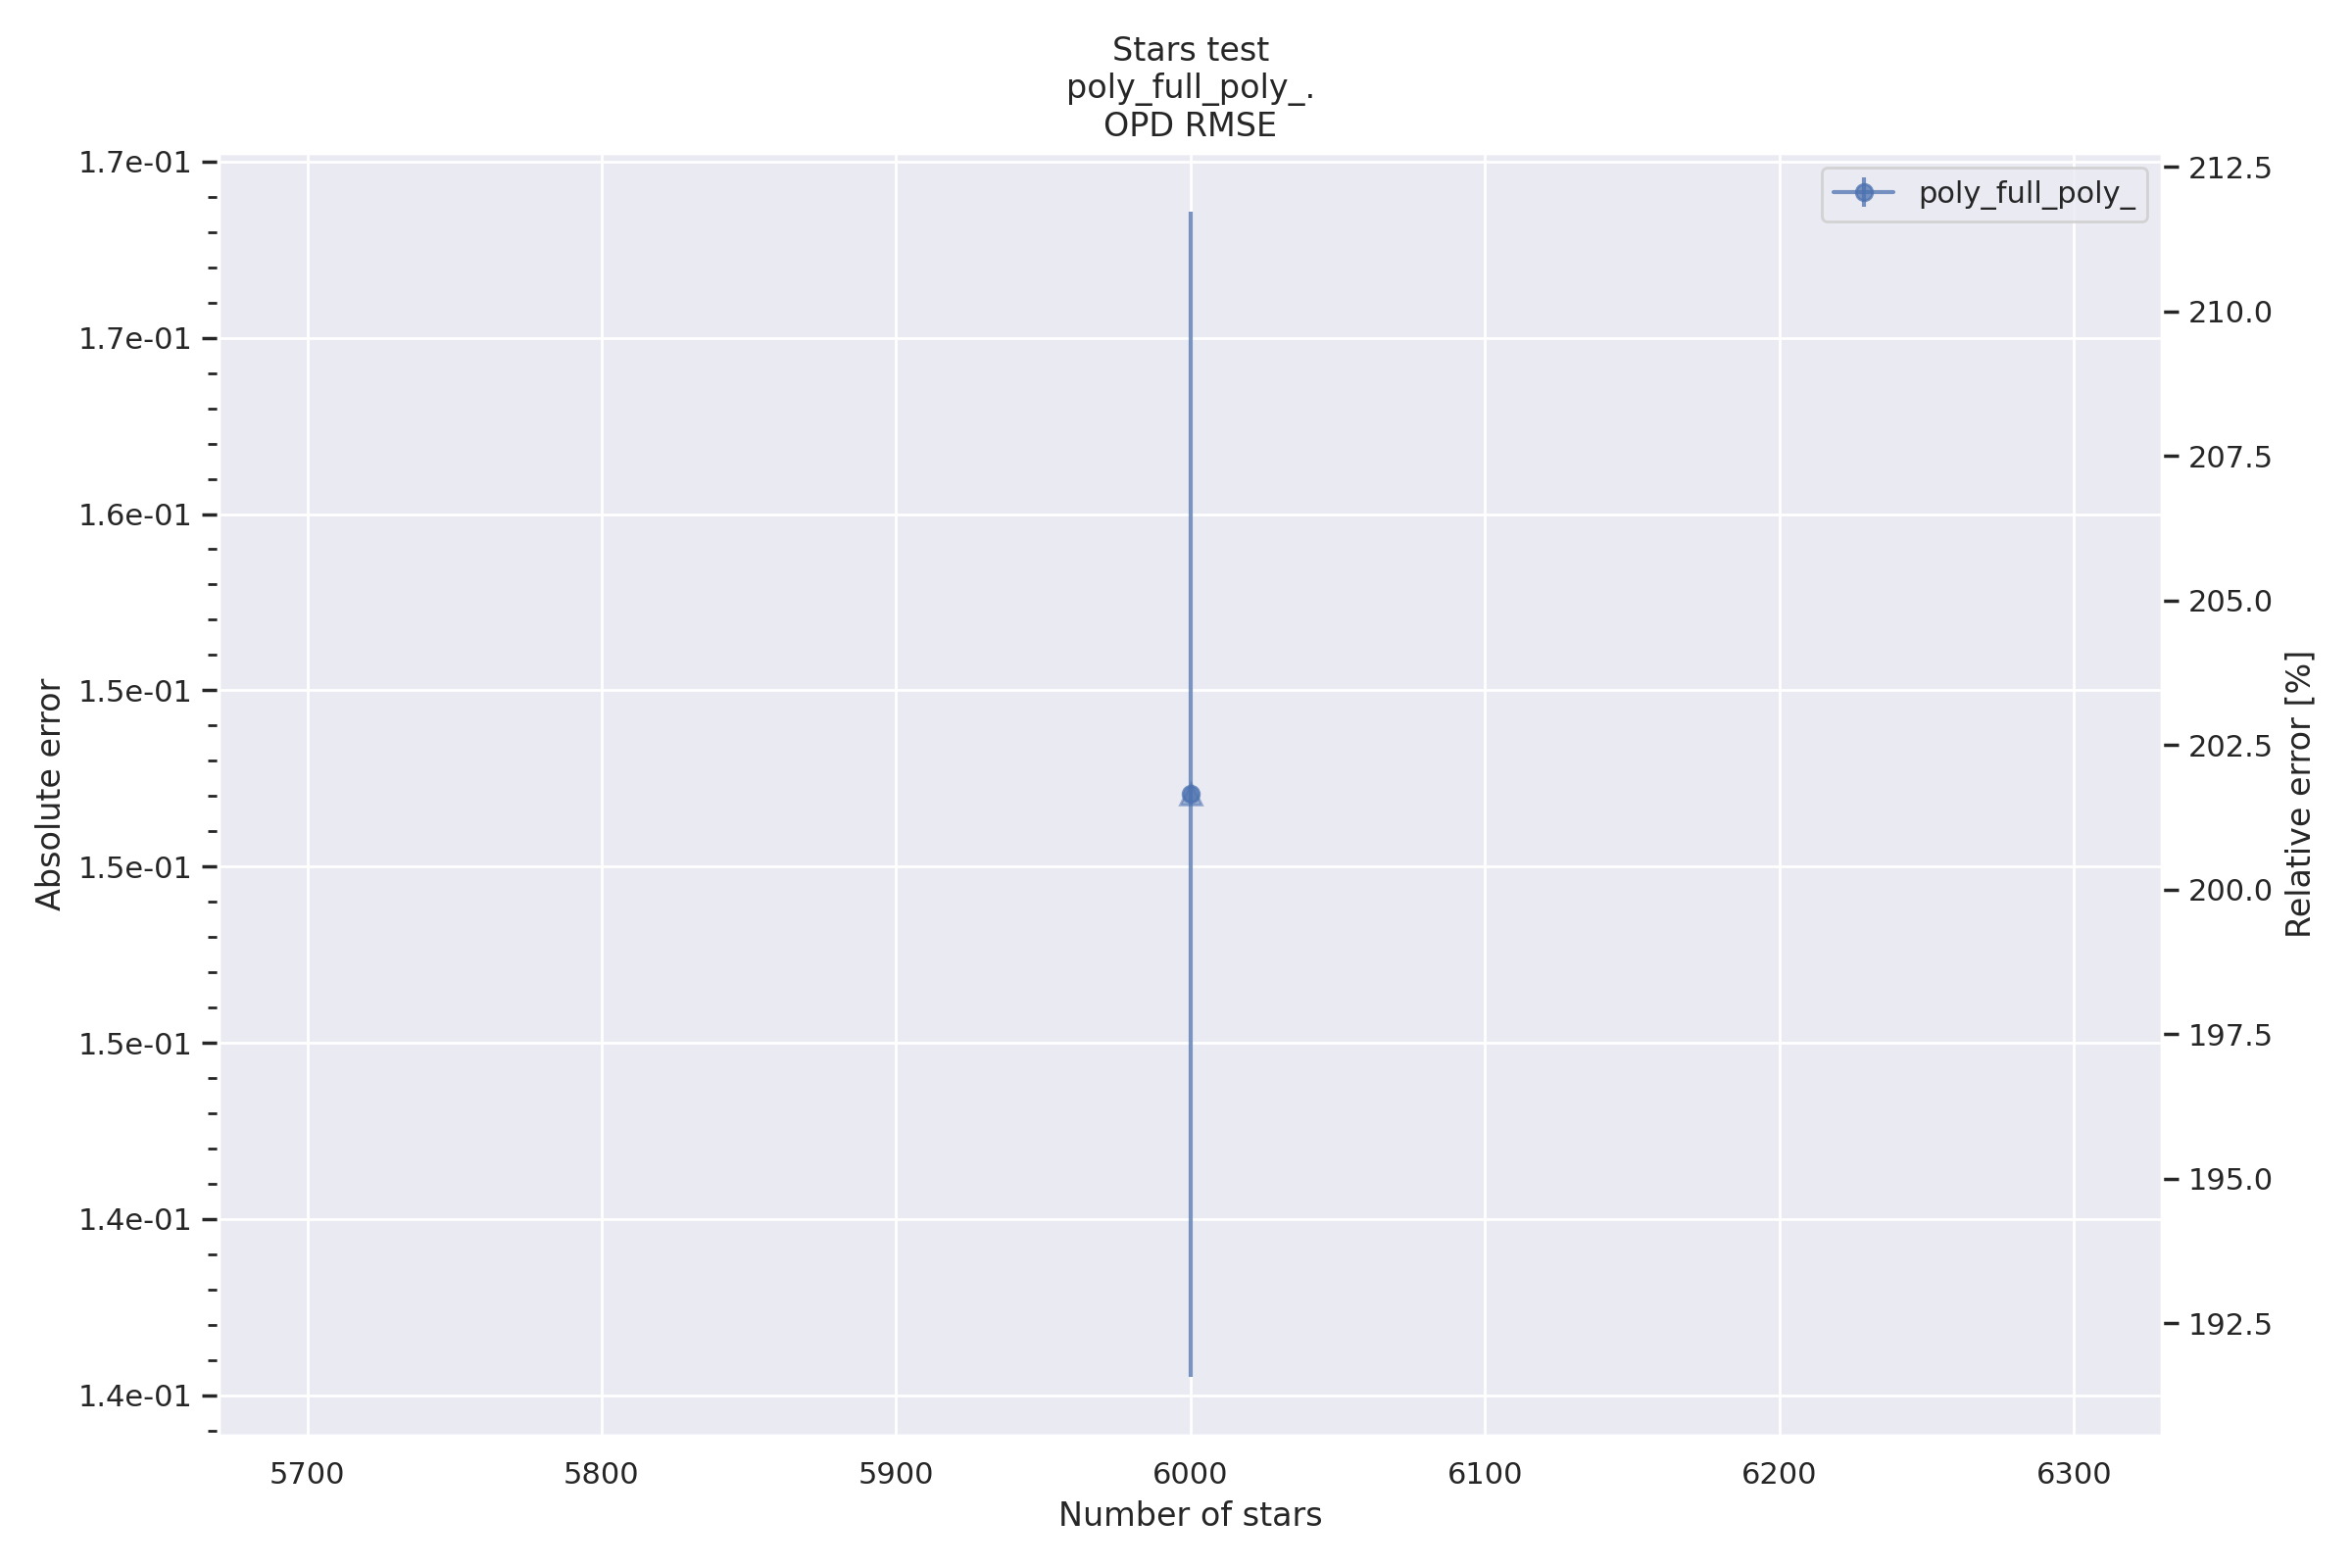 Stars test
poly_full_poly_.
OPD RMSE
1.7e-01
1.7e-01
1.6e-01
1.5e-01
1.5e-01
1.5e-01
1.4e-01
1.4e-01
Absolute error
poly_full_poly_
212.5
210.0
207.5
205.0
202.5
200.0
197.5
195.0
192.5
Relative error [%]
5700 5800 5900 6000 6100 6200 6300
Number of stars